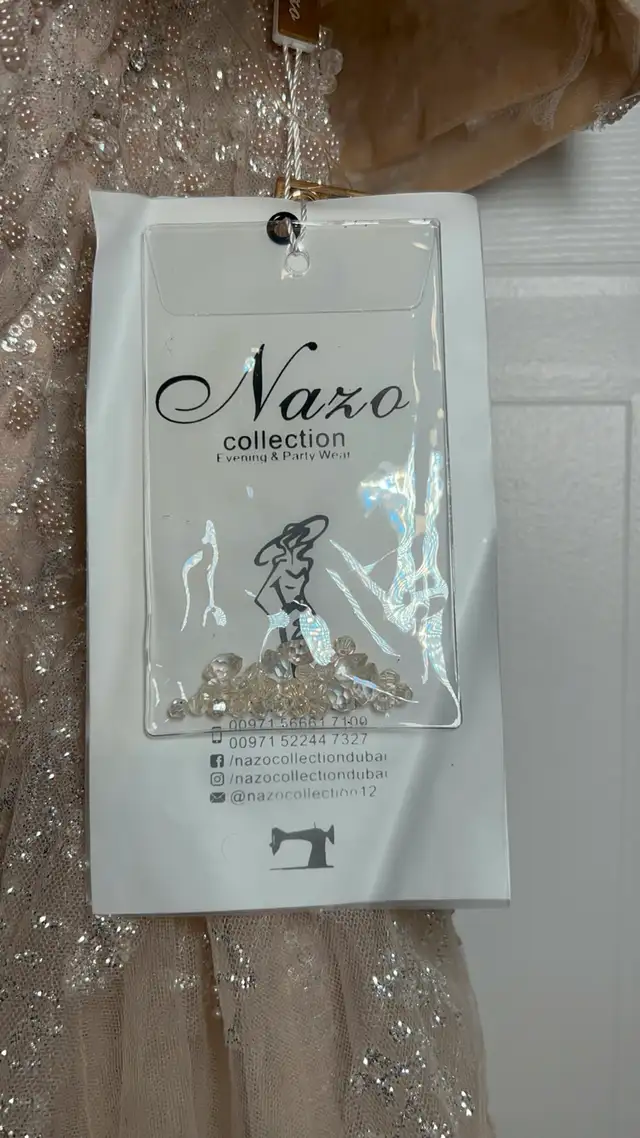 Nazo
collection
Evening & Party Wear
00971 56661 7100
00971 52244 7327
/nazocollectiondubai
/nazocollectiondubai
@nazocollection12